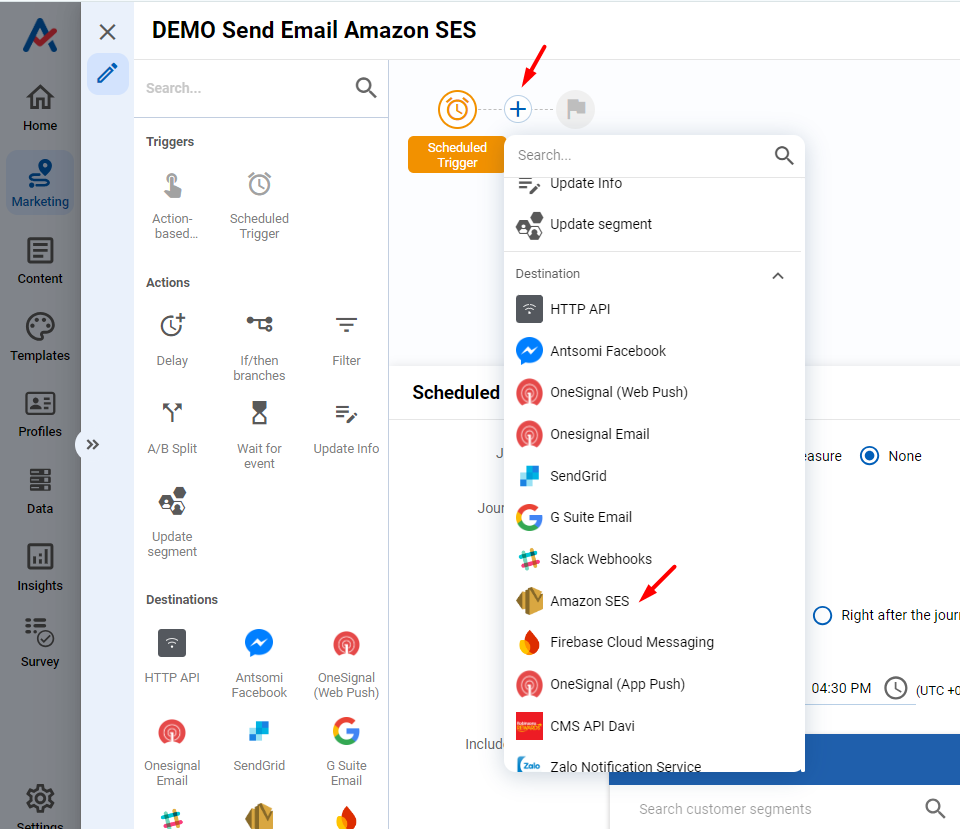 DEMO Send Email Amazon SES
Home
Marketing
Content
Templates
Profiles
Data
Insights
Survey
Settings
Search...
Triggers
Action-
based...
Scheduled
Trigger
Actions
Delay
If/then
branches
Filter
A/B Split
Wait for
event
Update Info
Update
segment
Destinations
HTTP API
Antsomi
Facebook
OneSignal
(Web Push)
Onesignal
Email
SendGrid
G Suite
Email
Scheduled
Trigger
Search...
Update Info
Update segment
Destination
HTTP API
Antsomi Facebook
OneSignal (Web Push)
Onesignal Email
SendGrid
G Suite Email
Slack Webhooks
Amazon SES
Firebase Cloud Messaging
OneSignal (App Push)
CMS API Davi
Zalo Notification Service
Scheduled
J
None
Jour
Right after the jour
04:30 PM
(UTC +0
Include
Search customer segments